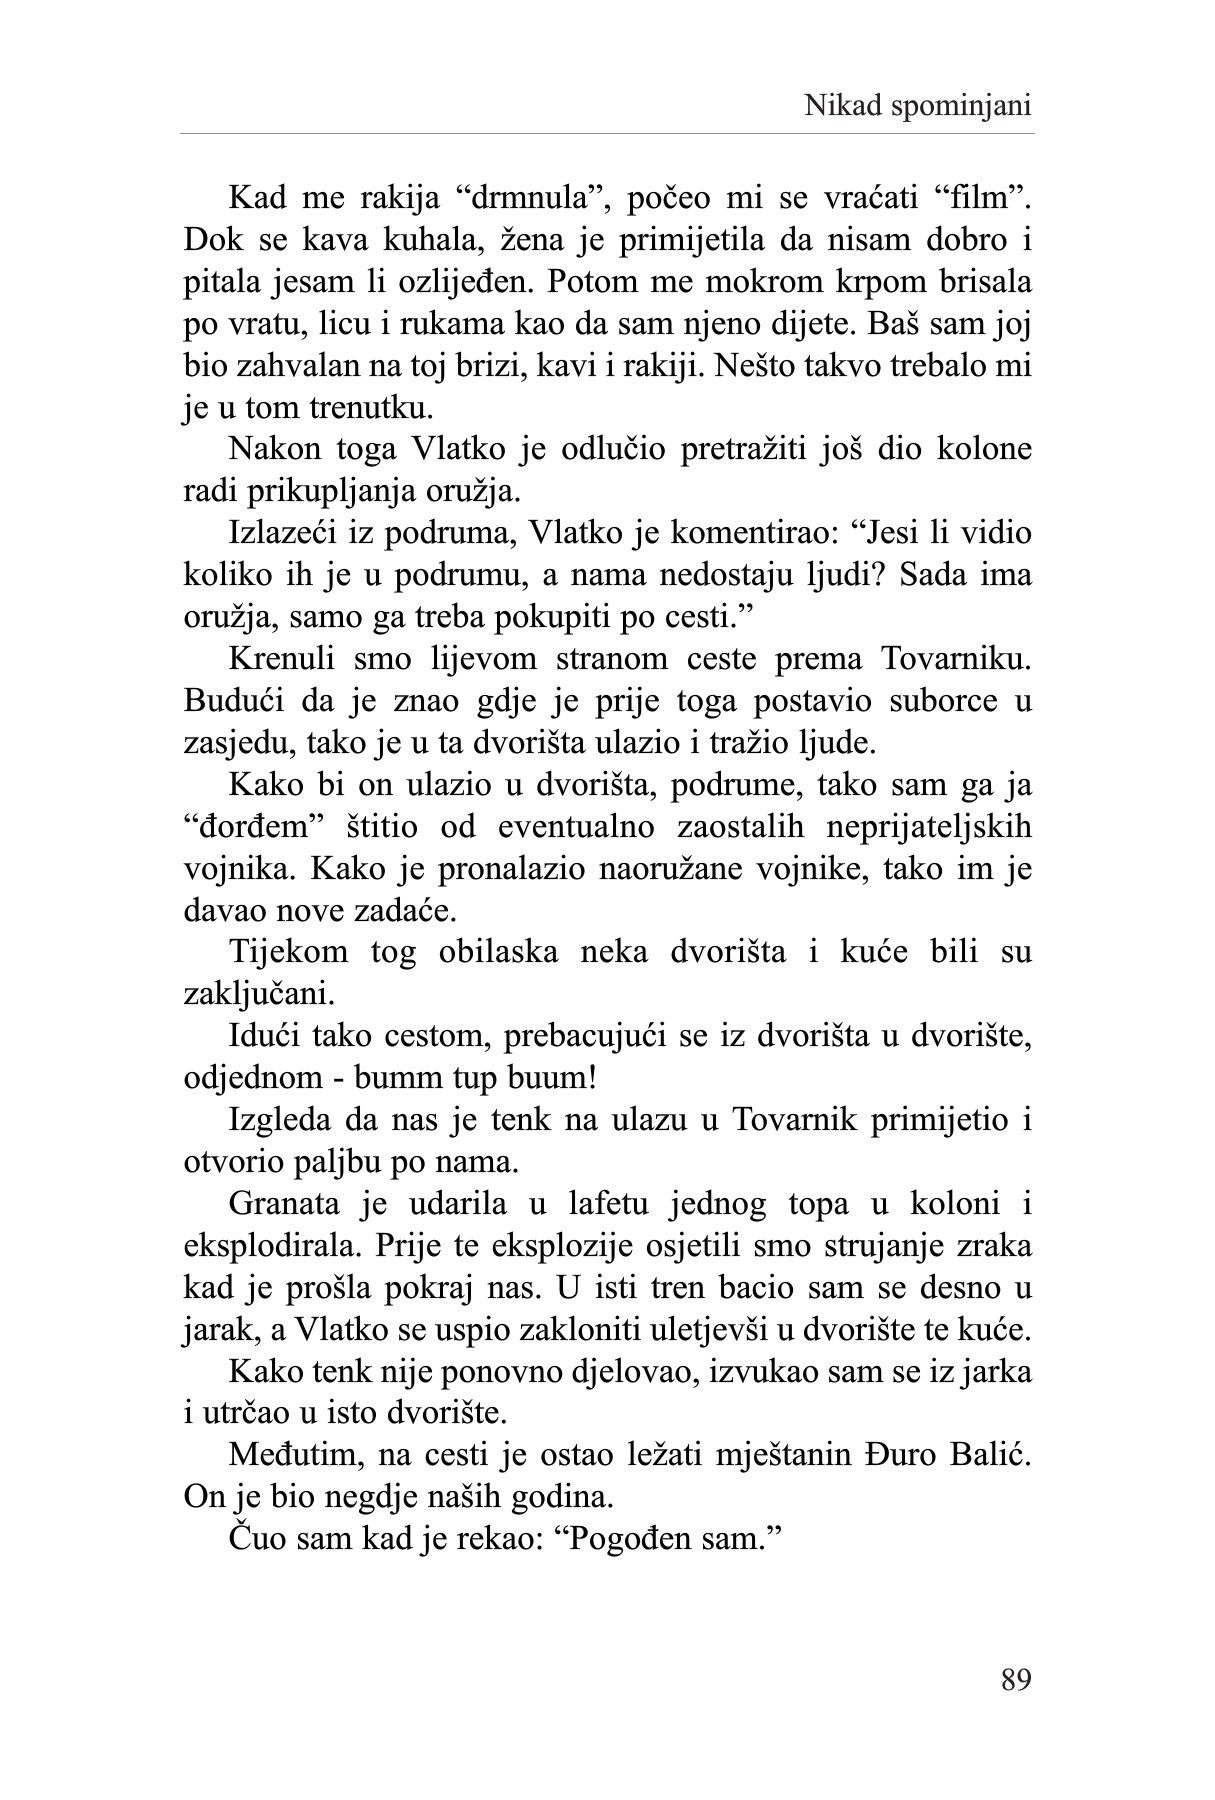 Nikad spominjani
Kad me rakija “drmnula”, počeo mi se vraćati “film”.
Dok se kava kuhala, žena je primijetila da nisam dobro i
pitala jesam li ozlijeđen. Potom me mokrom krpom brisala
po vratu, licu i rukama kao da sam njeno dijete. Baš sam joj
bio zahvalan na toj brizi, kavi i rakiji. Nešto takvo trebalo mi
je u tom trenutku.
Nakon toga Vlatko je odlučio pretražiti još dio kolone
radi prikupljanja oružja.
Izlazeći iz podruma, Vlatko je komentirao: “Jesi li vidio
koliko ih je u podrumu, a nama nedostaju ljudi? Sada ima
oružja, samo ga treba pokupiti po cesti.”
Krenuli smo lijevom stranom ceste prema Tovarniku.
Budući da je znao gdje je prije toga postavio suborce u
zasjedu, tako je u ta dvorišta ulazio i tražio ljude.
Kako bi on ulazio u dvorišta, podrume, tako sam ga ja
“đorđem” štitio od eventualno zaostalih neprijateljskih
vojnika. Kako je pronalazio naoružane vojnike, tako im je
davao nove zadaće.
Tijekom tog obilaska neka dvorišta i kuće bili su
zaključani.
Idući tako cestom, prebacujući se iz dvorišta u dvorište,
odjednom - bumm tup buum!
Izgleda da nas je tenk na ulazu u Tovarnik primijetio i
otvorio paljbu po nama.
Granata je udarila u lafetu jednog topa u koloni i
eksplodirala. Prije te eksplozije osjetili smo strujanje zraka
kad je prošla pokraj nas. U isti tren bacio sam se desno u
jarak, a Vlatko se uspio zakloniti uletjevši u dvorište te kuće.
Kako tenk nije ponovno djelovao, izvukao sam se iz jarka
i utrčao u isto dvorište.
Međutim, na cesti je ostao ležati mještanin Đuro Balić.
On je bio negdje naših godina.
Čuo sam kad je rekao: “Pogođen sam.”
89